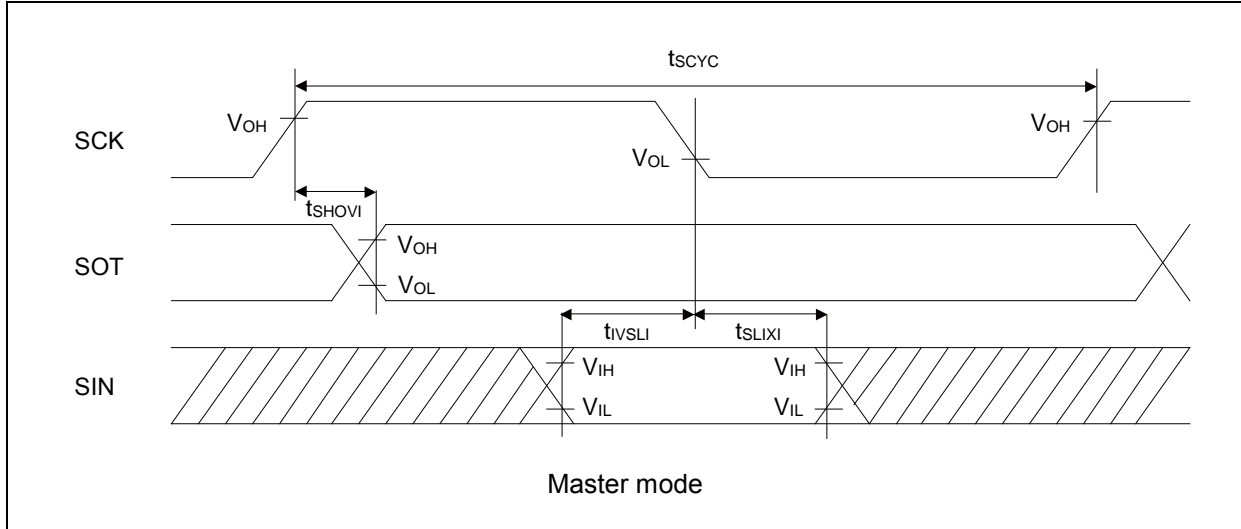 tSCYC
VOH
VOH
SCK
VOL
tSHOVI
VOH
SOT
VOL
tIVSLI
tSLIXI
VIH
VIH
SIN
VIL
VIL
Master mode